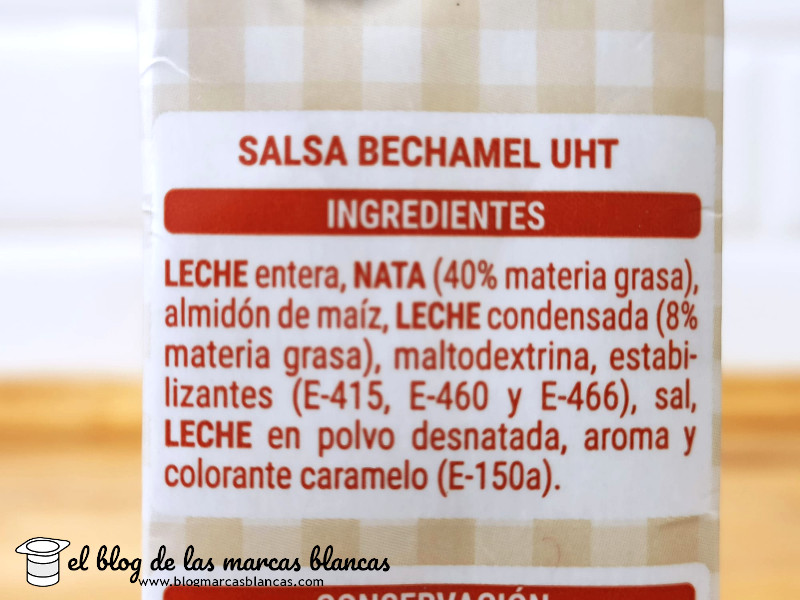 SALSA BECHAMEL UHT
INGREDIENTES
LECHE entera, NATA (40% materia grasa),
almidón de maíz, LECHE condensada (8%
materia grasa), maltodextrina, estabi-
lizantes (E-415, E-460 y E-466), sal,
LECHE en polvo desnatada, aroma y
colorante caramelo (E-150a).
el blog de las marcas blancas
www.blogmarcasblancas.com
CONSERVACIÓN